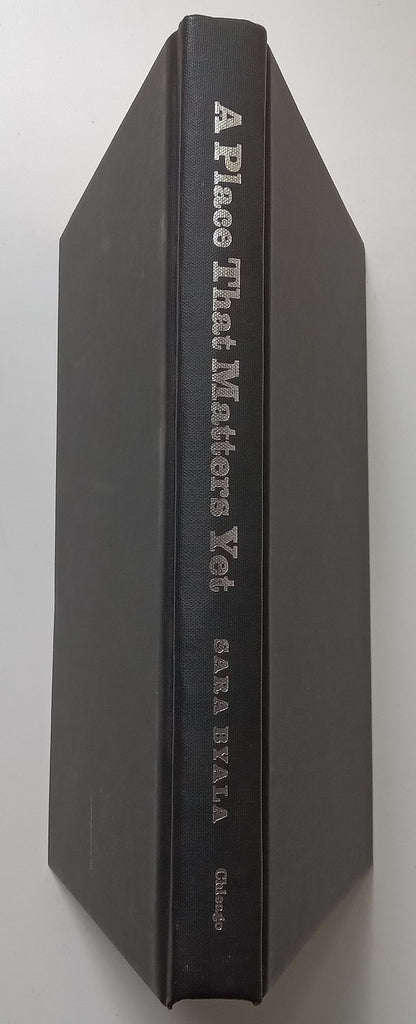 A Place That Matters Yet
SARA BYALA
Chicago